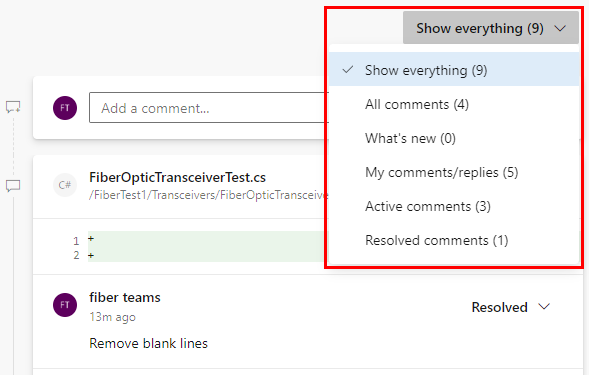 Show everything (9)
Show everything (9)
All comments (4)
What's new (0)
My comments/replies (5)
Active comments (3)
Resolved comments (1)
FT
Add a comment...
C#
FiberOpticTransceiverTest.cs
/FiberTest1/Transceivers/FiberOpticTransceive
1 +
2 +
FT
fiber teams
Resolved
13m ago
Remove blank lines